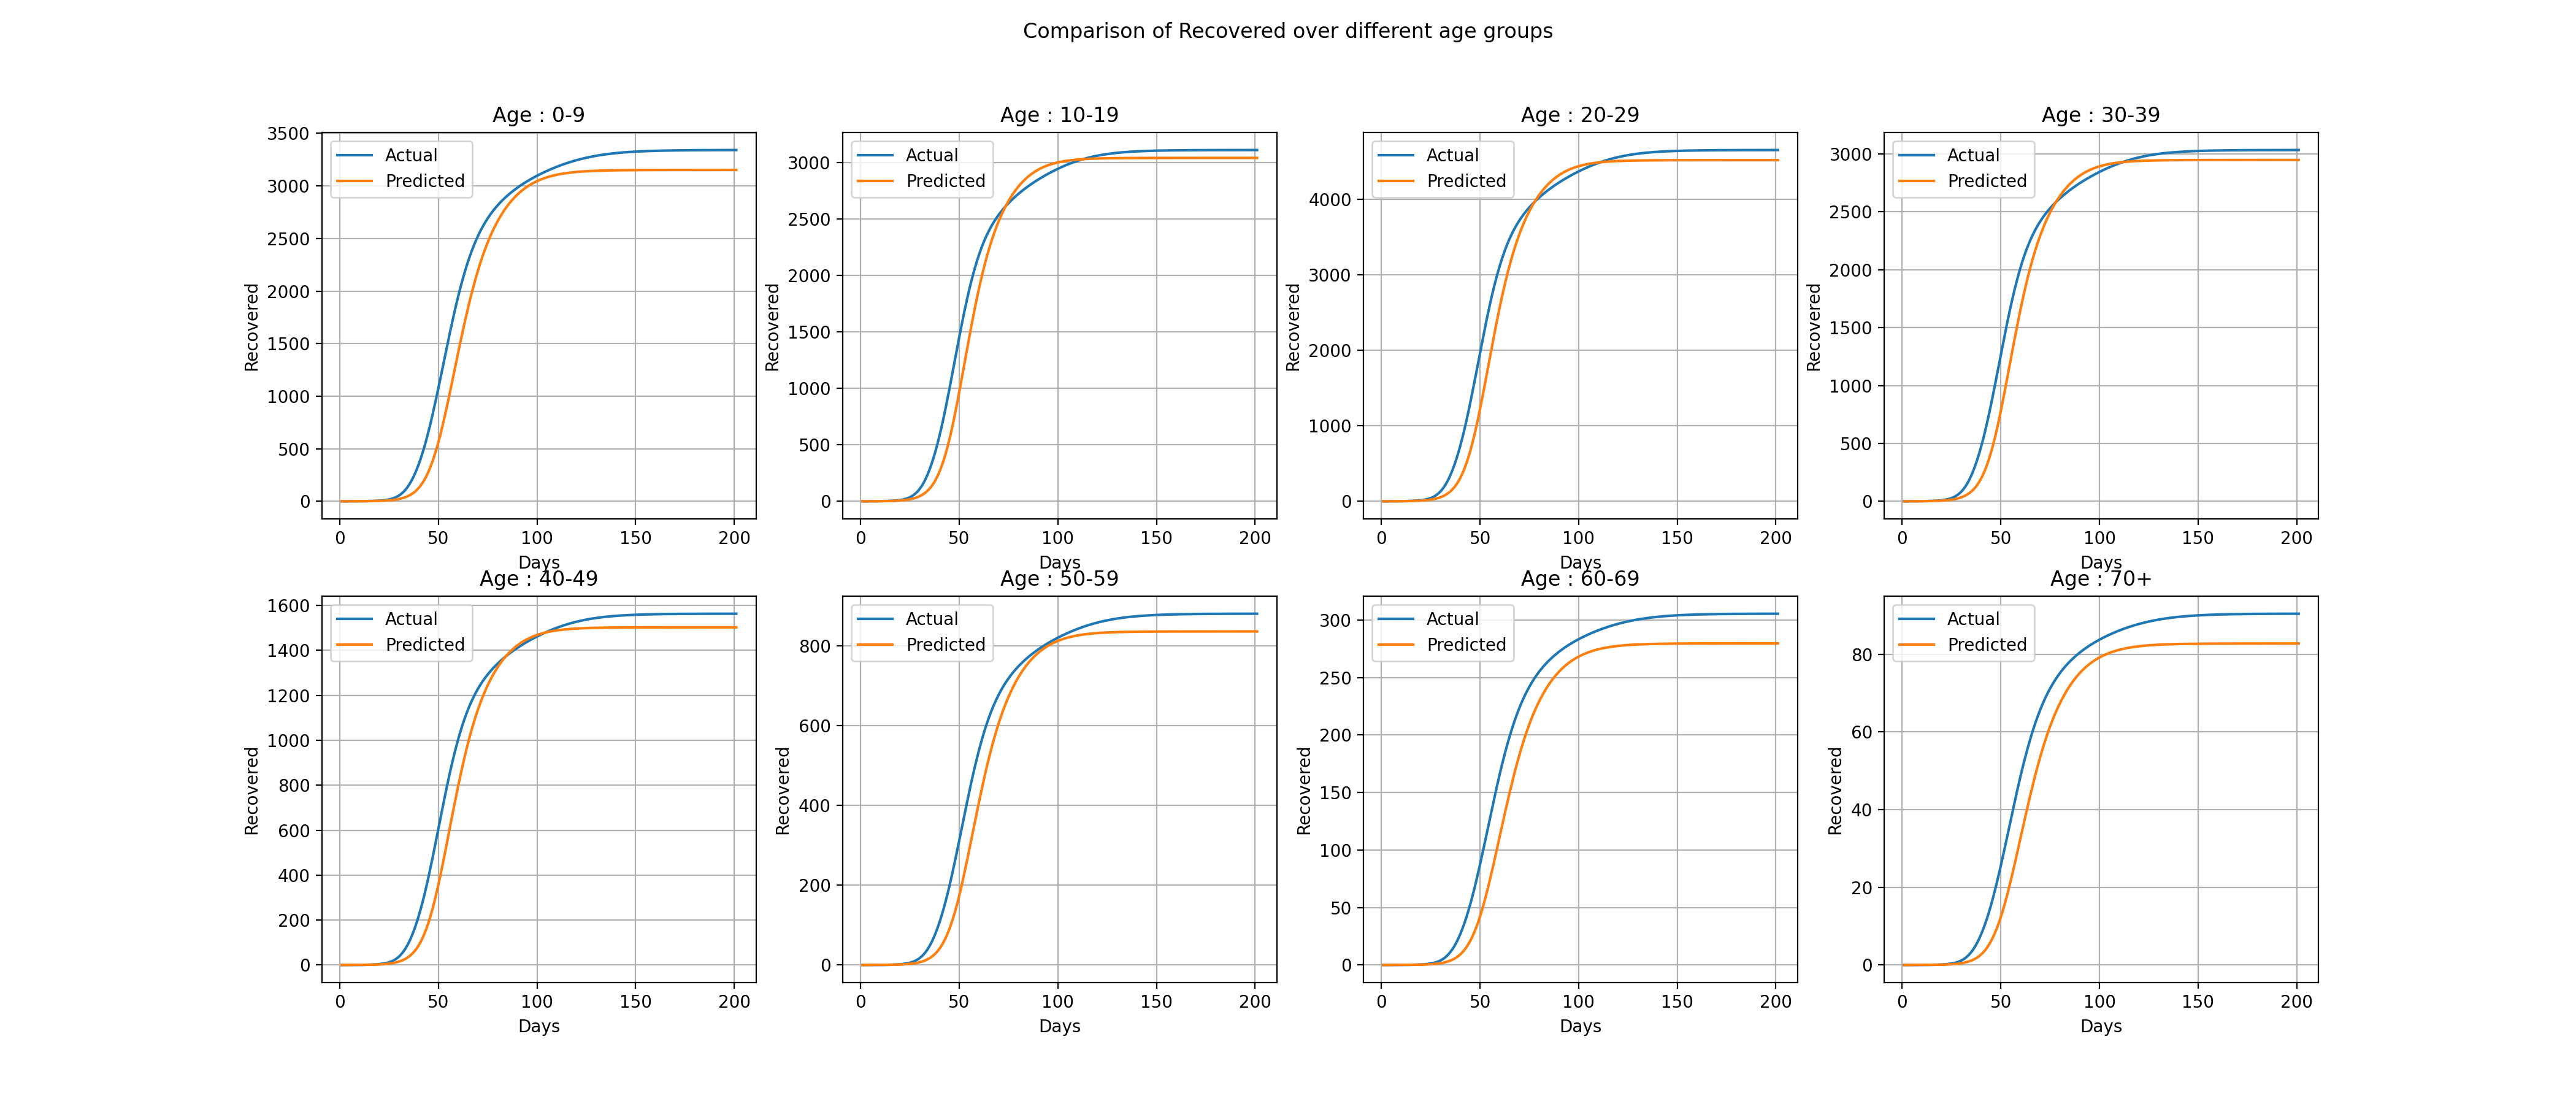 Comparison of Recovered over different age groups
Age : 0-9
3500
3000
2500
2000
1500
1000
500
0
Recovered
Actual
Predicted
0 50 100 150 200
Days
Age : 10-19
3000
2500
2000
1500
1000
500
0
Recovered
Actual
Predicted
0 50 100 150 200
Days
Age : 20-29
4000
3000
2000
1000
0
Recovered
Actual
Predicted
0 50 100 150 200
Days
Age : 30-39
3000
2500
2000
1500
1000
500
0
Recovered
Actual
Predicted
0 50 100 150 200
Days
Age : 40-49
1600
1400
1200
1000
800
600
400
200
0
Recovered
Actual
Predicted
0 50 100 150 200
Days
Age : 50-59
800
600
400
200
0
Recovered
Actual
Predicted
0 50 100 150 200
Days
Age : 60-69
300
250
200
150
100
50
0
Recovered
Actual
Predicted
0 50 100 150 200
Days
Age : 70+
80
60
40
20
0
Recovered
Actual
Predicted
0 50 100 150 200
Days